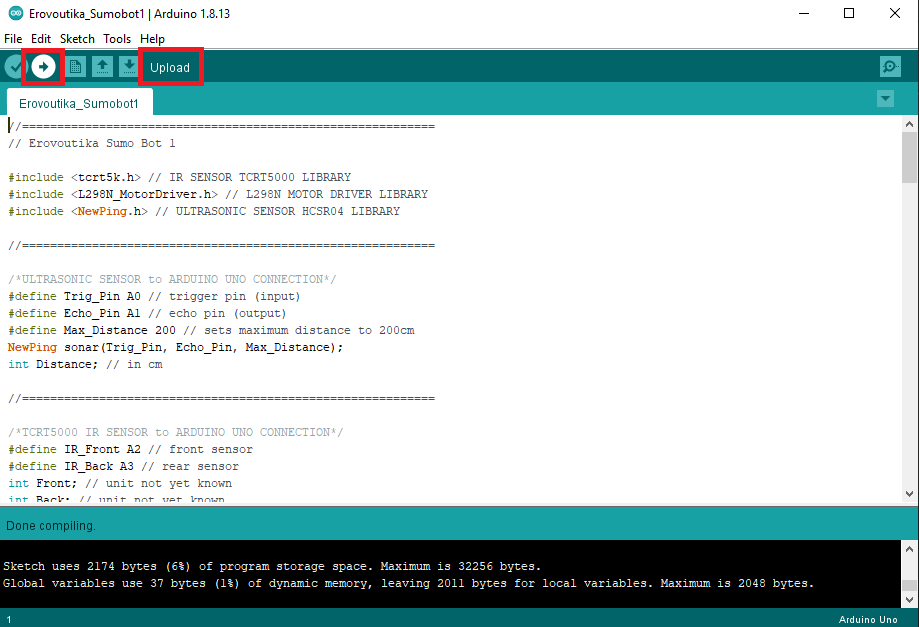 Erovoutika_Sumobot1 | Arduino 1.8.13
File Edit Sketch Tools Help
Upload
Erovoutika_Sumobot1
//===========================================================
// Erovoutika Sumo Bot 1
#include <tcrt5k.h> // IR SENSOR TCRT5000 LIBRARY
#include <L298N_MotorDriver.h> // L298N MOTOR DRIVER LIBRARY
#include <NewPing.h> // ULTRASONIC SENSOR HCSR04 LIBRARY
//===========================================================
/*ULTRASONIC SENSOR to ARDUINO UNO CONNECTION*/
#define Trig_Pin A0 // trigger pin (input)
#define Echo_Pin A1 // echo pin (output)
#define Max_Distance 200 // sets maximum distance to 200cm
NewPing sonar(Trig_Pin, Echo_Pin, Max_Distance);
int Distance; // in cm
//===========================================================
/*TCRT5000 IR SENSOR to ARDUINO UNO CONNECTION*/
#define IR_Front A2 // front sensor
#define IR_Back A3 // rear sensor
int Front; // unit not yet known
int Back; // unit not yet known
Done compiling.
Sketch uses 2174 bytes (6%) of program storage space. Maximum is 32256 bytes.
Global variables use 37 bytes (1%) of dynamic memory, leaving 2011 bytes for local variables. Maximum is 2048 bytes.
1
Arduino Uno